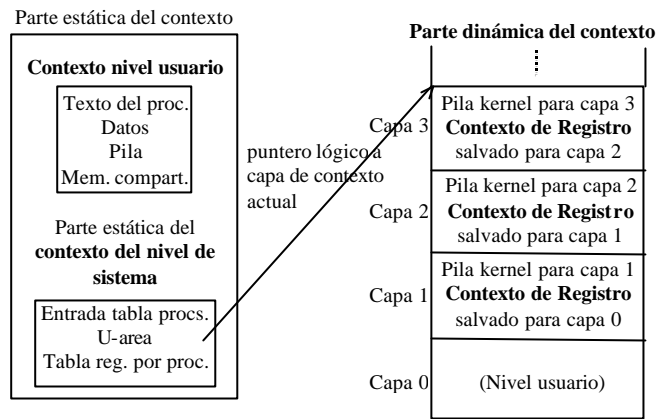 Parte estática del contexto
Contexto nivel usuario
Texto del proc.
Datos
Pila
Mem. compart.
Parte estática del
contexto del nivel de
sistema
Entrada tabla procs.
U-area
Tabla reg. por proc.
puntero lógico a
capa de contexto
actual
Parte dinámica del contexto
Capa 3
Pila kernel para capa 3
Contexto de Registro
salvado para capa 2
Capa 2
Pila kernel para capa 2
Contexto de Registro
salvado para capa 1
Capa 1
Pila kernel para capa 1
Contexto de Registro
salvado para capa 0
Capa 0
(Nivel usuario)